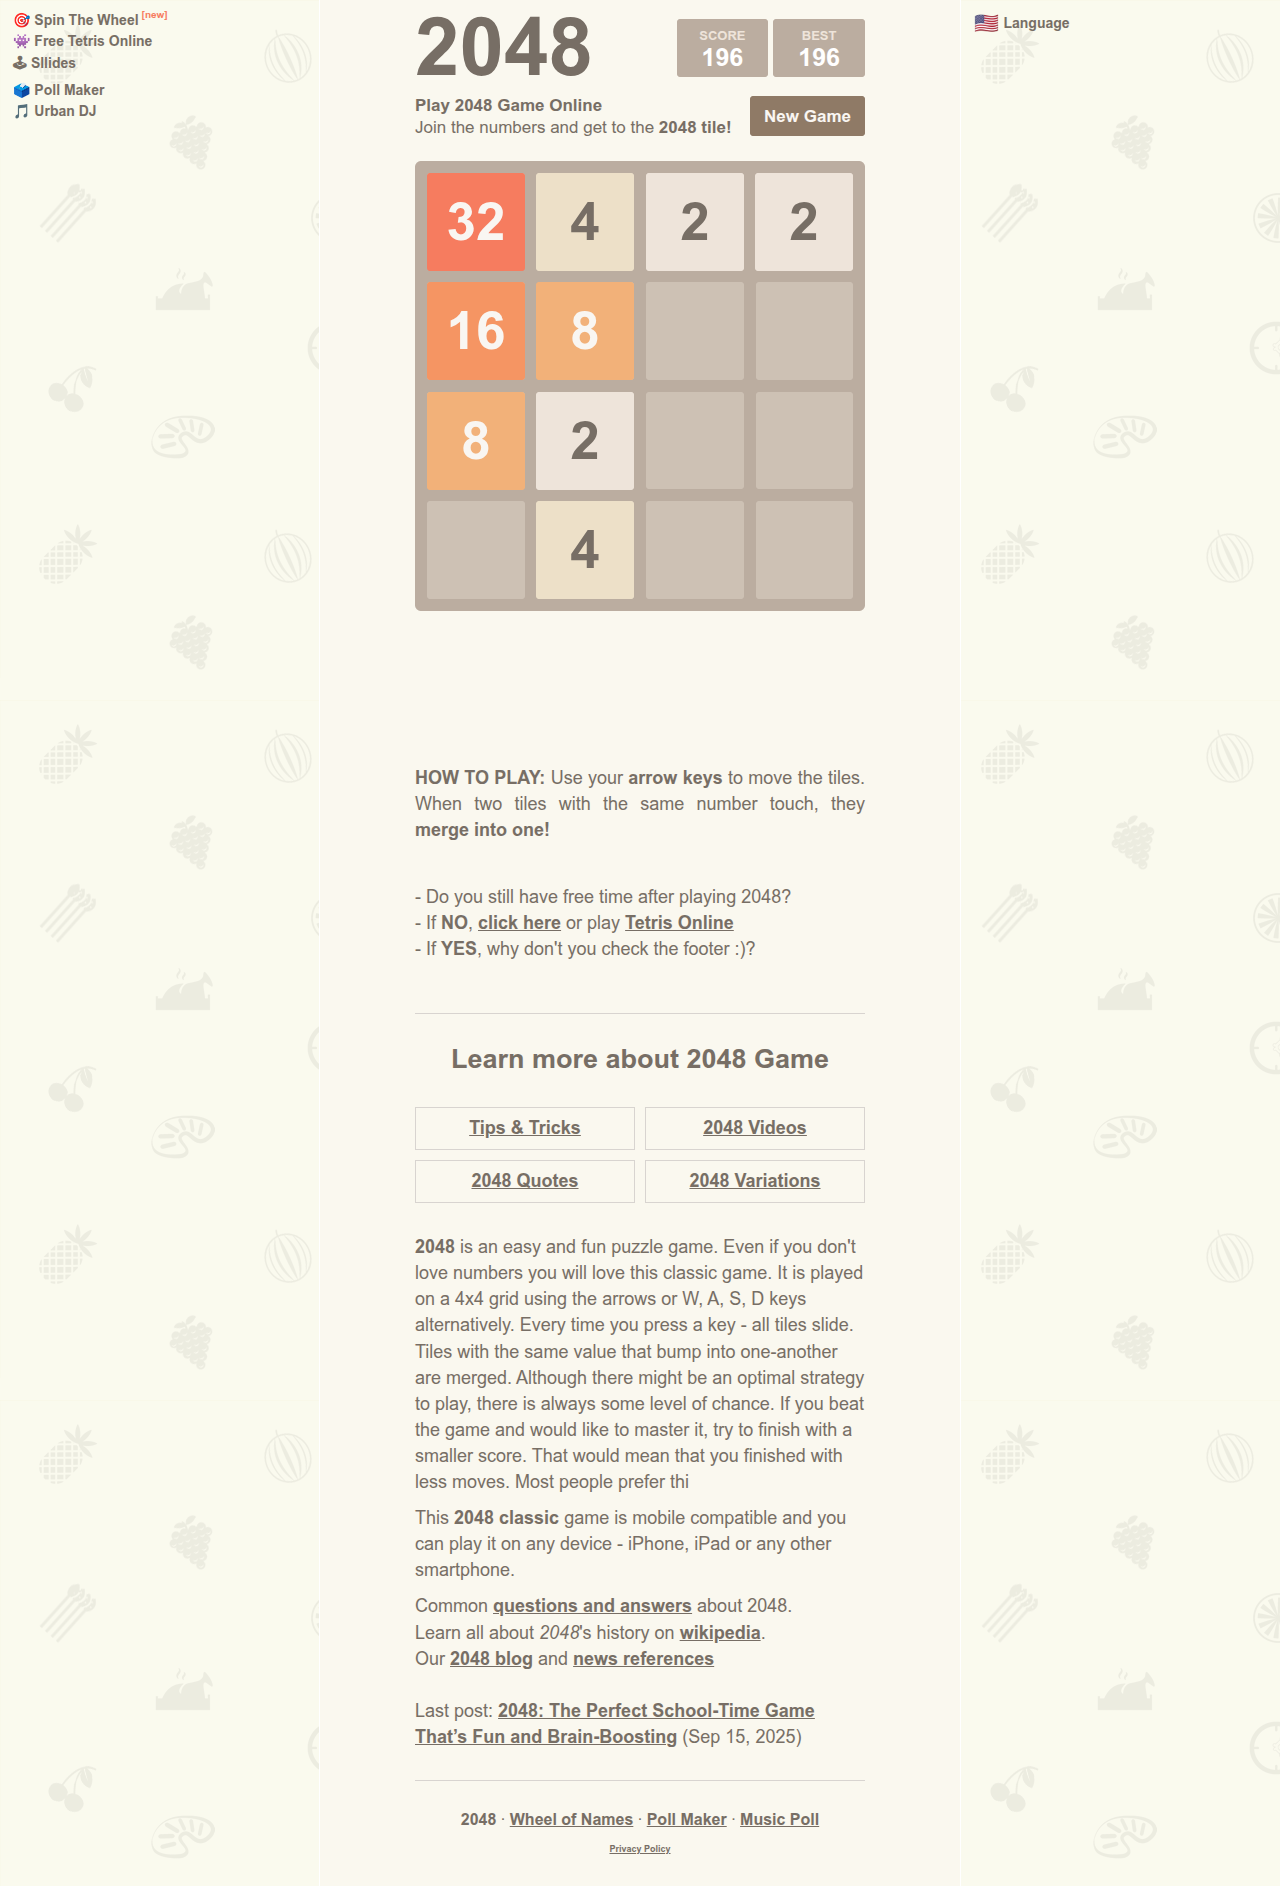 🎯 Spin The Wheel [new]
👾 Free Tetris Online
🕹 Sllides
🗳 Poll Maker
🎵 Urban DJ
🇺🇸 Language
2048
SCORE
196
BEST
196
Play 2048 Game Online
Join the numbers and get to the 2048 tile!
New Game
32 4 2 2
16 8
8 2
4
HOW TO PLAY: Use your arrow keys to move the tiles.
When two tiles with the same number touch, they
merge into one!
- Do you still have free time after playing 2048?
- If NO, click here or play Tetris Online
- If YES, why don't you check the footer :)?
Learn more about 2048 Game
Tips & Tricks
2048 Videos
2048 Quotes
2048 Variations
2048 is an easy and fun puzzle game. Even if you don't
love numbers you will love this classic game. It is played
on a 4x4 grid using the arrows or W, A, S, D keys
alternatively. Every time you press a key - all tiles slide.
Tiles with the same value that bump into one-another
are merged. Although there might be an optimal strategy
to play, there is always some level of chance. If you beat
the game and would like to master it, try to finish with a
smaller score. That would mean that you finished with
less moves. Most people prefer thi
This 2048 classic game is mobile compatible and you
can play it on any device - iPhone, iPad or any other
smartphone.
Common questions and answers about 2048.
Learn all about 2048's history on wikipedia.
Our 2048 blog and news references
Last post: 2048: The Perfect School-Time Game
That’s Fun and Brain-Boosting (Sep 15, 2025)
2048 · Wheel of Names · Poll Maker · Music Poll
Privacy Policy